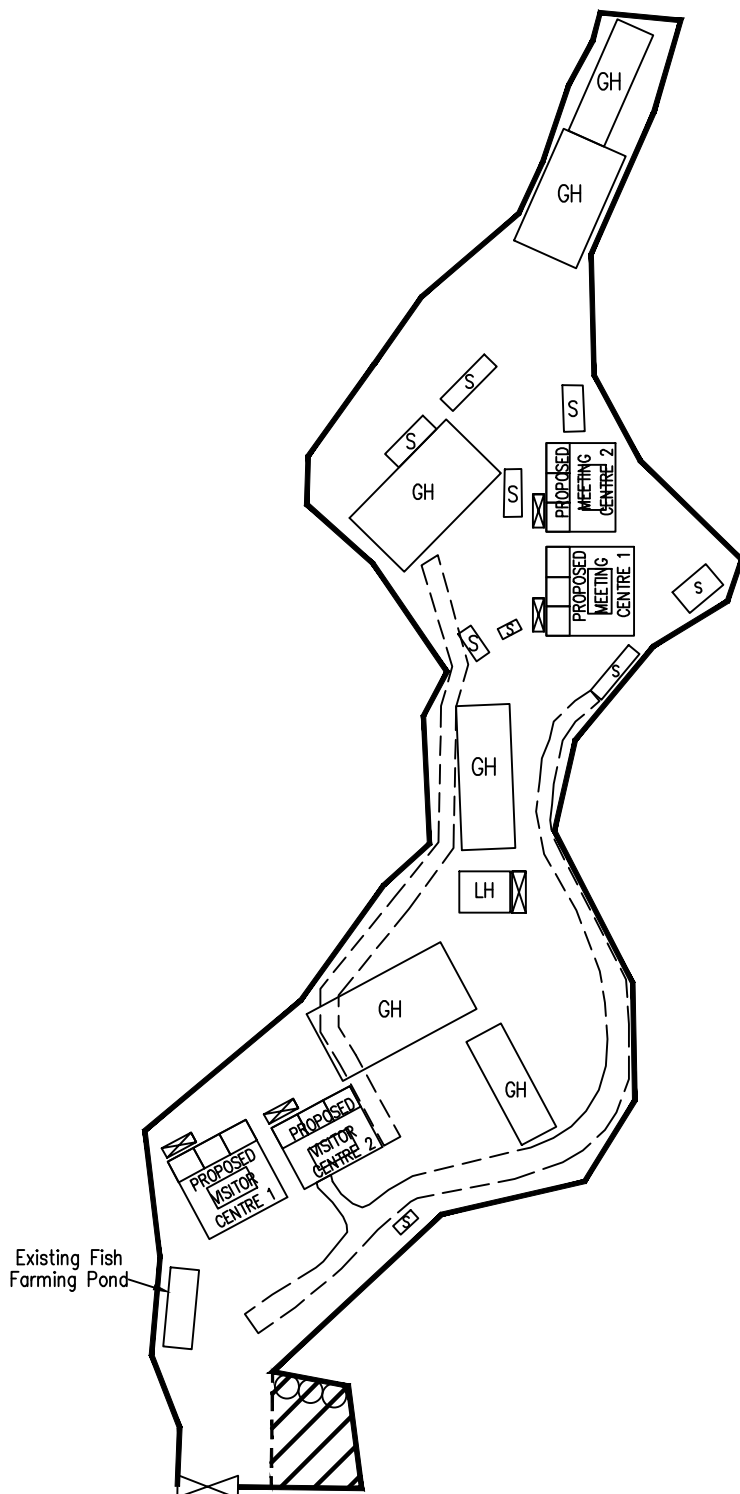 GH
GH
S
S
S
GH
S
PROPOSED
MEETING
CENTRE 2
PROPOSED
MEETING
CENTRE 1
S
S
S
S
GH
LH
GH
GH
PROPOSED
VISITOR
CENTRE 2
PROPOSED
VISITOR
CENTRE 1
S
Existing Fish
Farming Pond